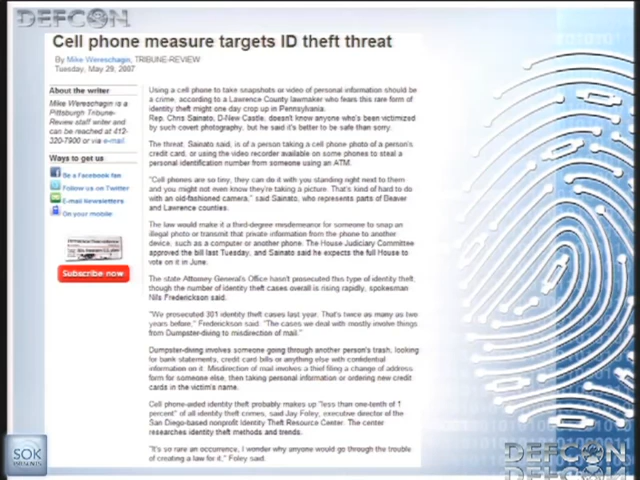 DEFCON
Cell phone measure targets ID theft threat
By Mike Wereschagin, TRIBUNE-REVIEW
Tuesday, May 29, 2007
About the writer
Mike Wereschagin is a
Pittsburgh Tribune-
Review staff writer and
can be reached at 412-
320-7900 or via e-mail.
Ways to get us
Be a Facebook fan
Follow us on Twitter
E-mail Newsletters
On your mobile
Subscribe now
Using a cell phone to take snapshots or video of personal information should be
a crime, according to a Lawrence County lawmaker who fears this rare form of
identity theft might one day crop up in Pennsylvania.
Rep. Chris Sainato, D-New Castle, doesn't know anyone who's been victimized
by such covert photography, but he said it's better to be safe than sorry.
The threat, Sainato said, is of a person taking a cell phone photo of a person's
credit card, or using the video recorder available on some phones to steal a
personal identification number from someone using an ATM.
"Cell phones are so tiny, they can do it with you standing right next to them
and you might not even know they're taking a picture. That's kind of hard to do
with an old-fashioned camera," said Sainato, who represents parts of Beaver
and Lawrence counties.
The law would make it a third-degree misdemeanor for someone to snap an
illegal photo or transmit that private information from the phone to another
device, such as a computer or another phone. The House Judiciary Committee
approved the bill last Tuesday, and Sainato said he expects the full House to
vote on it in June.
The state Attorney General's Office hasn't prosecuted this type of identity theft,
though the number of identity theft cases overall is rising rapidly, spokesman
Nils Frederickson said.
"We prosecuted 301 identity theft cases last year. That's twice as many as two
years before," Frederickson said. "The cases we deal with mostly involve things
from Dumpster-diving to misdirection of mail."
Dumpster-diving involves someone going through another person's trash, looking
for bank statements, credit card bills or anything else with confidential
information on it. Misdirection of mail involves a thief filing a change of address
form for someone else, then taking personal information or ordering new credit
cards in the victim's name.
Cell phone-aided identity theft probably makes up "less than one-tenth of 1
percent" of all identity theft crimes, said Jay Foley, executive director of the
San Diego-based nonprofit Identity Theft Resource Center. The center
researches identity theft methods and trends.
"It's so rare an occurrence, I wonder why anyone would go through the trouble
of creating a law for it," Foley said.
SOK
DEFCON